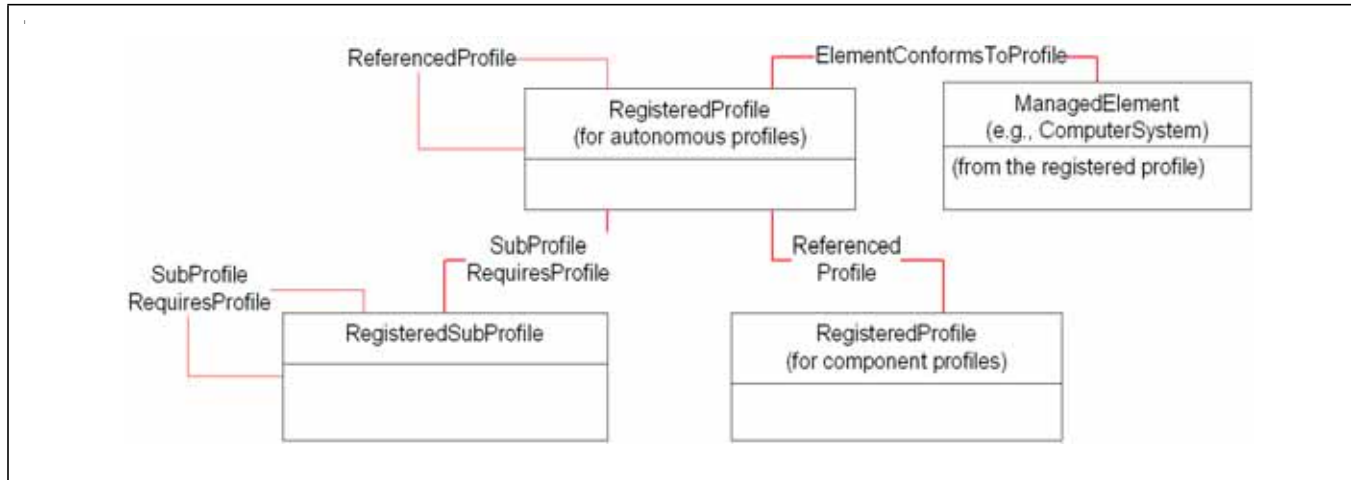 ReferencedProfile
ElementConformsToProfile
RegisteredProfile
(for autonomous profiles)
ManagedElement
(e.g., ComputerSystem)
(from the registered profile)
SubProfile
RequiresProfile
Referenced
Profile
SubProfile
RequiresProfile
RegisteredSubProfile
RegisteredProfile
(for component profiles)